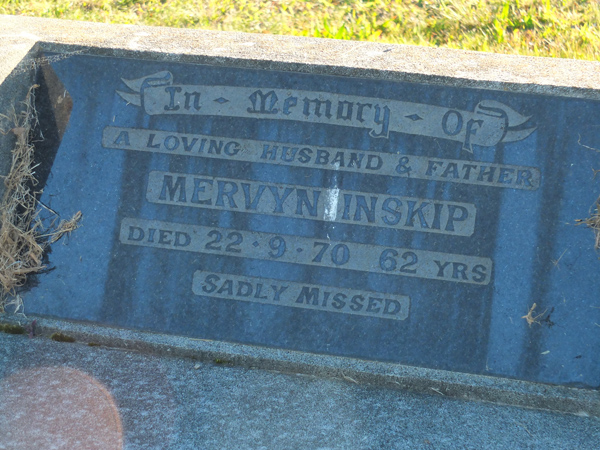 In - Memory - Of
A LOVING HUSBAND & FATHER
MERVYN INSKIP
DIED 22 - 9 - 70 62 YRS
SADLY MISSED